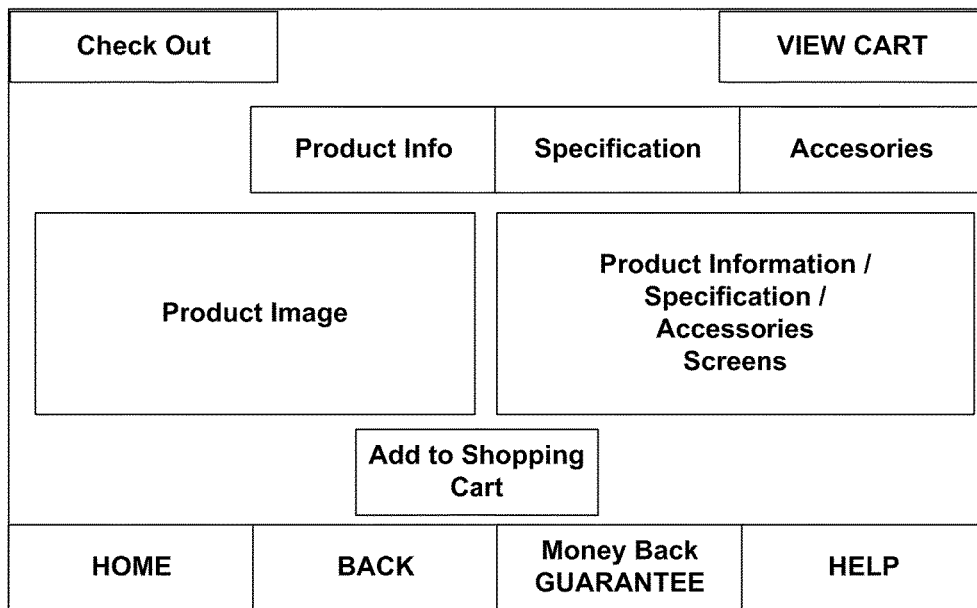 Check Out
VIEW CART
Product Info
Specification
Accesories
Product Image
Product Information /
Specification /
Accessories
Screens
Add to Shopping
Cart
HOME
BACK
Money Back
GUARANTEE
HELP